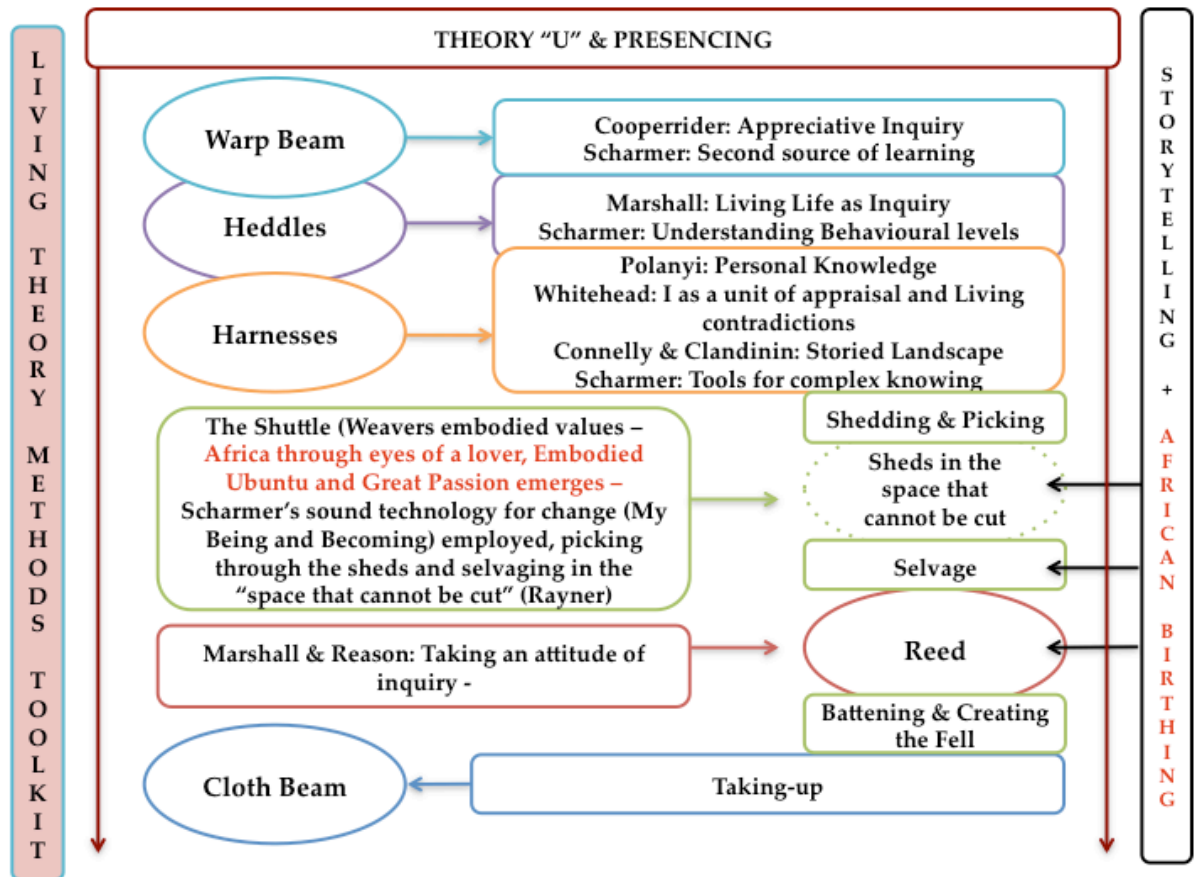 THEORY “U” & PRESENCING
LIVING THEORY METHODS TOOLKIT
Warp Beam
Cooperrider: Appreciative Inquiry
Scharmer: Second source of learning
Heddles
Marshall: Living Life as Inquiry
Scharmer: Understanding Behavioural levels
Harnesses
Polanyi: Personal Knowledge
Whitehead: I as a unit of appraisal and Living
contradictions
Connelly & Clandinin: Storied Landscape
Scharmer: Tools for complex knowing
The Shuttle (Weavers embodied values –
Africa through eyes of a lover, Embodied
Ubuntu and Great Passion emerges –
Scharmer’s sound technology for change (My
Being and Becoming) employed, picking
through the sheds and selvaging in the
“space that cannot be cut” (Rayner)
Shedding & Picking
Sheds in the
space that
cannot be cut
Selvage
Marshall & Reason: Taking an attitude of
inquiry -
Reed
Battening & Creating
the Fell
Cloth Beam
Taking-up
STORYTELLING + AFRICAN BIRTHING